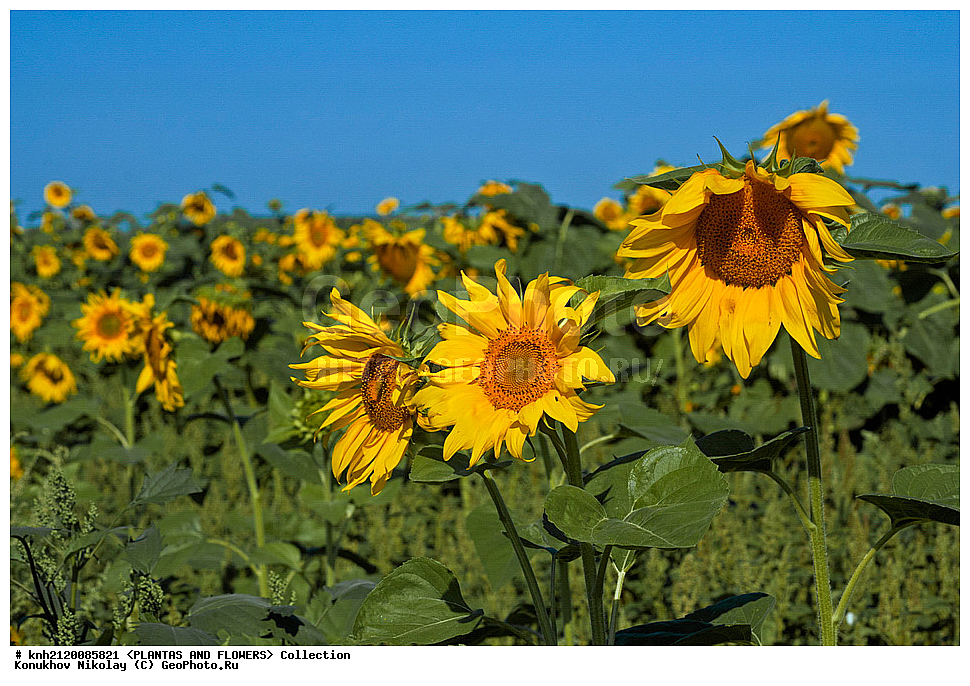 # knh2120085821 <PLANTAS AND FLOWERS> Collection
Konukhov Nikolay (C) GeoPhoto.Ru